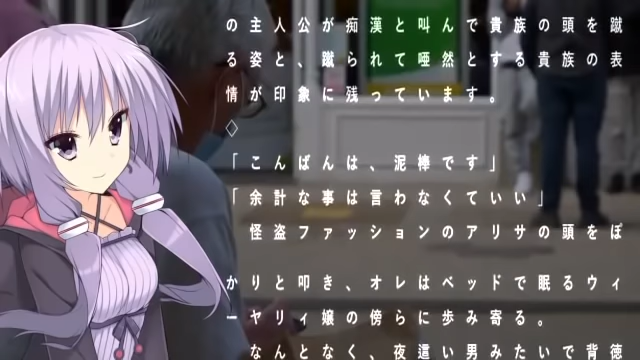 の主人公が痴漢と叫んで貴族の頭を蹴
る姿と、蹴られて唖然とする貴族の表
情が印象に残っています。
◇
「こんばんは、泥棒です」
「余計な事は言わなくていい」
怪盗ファッションのアリサの頭をぽ
かりと叩き、オレはベッドで眠るウィ
ーヤリィ嬢の傍らに歩み寄る。
なんとなく、夜這い男みたいで背徳